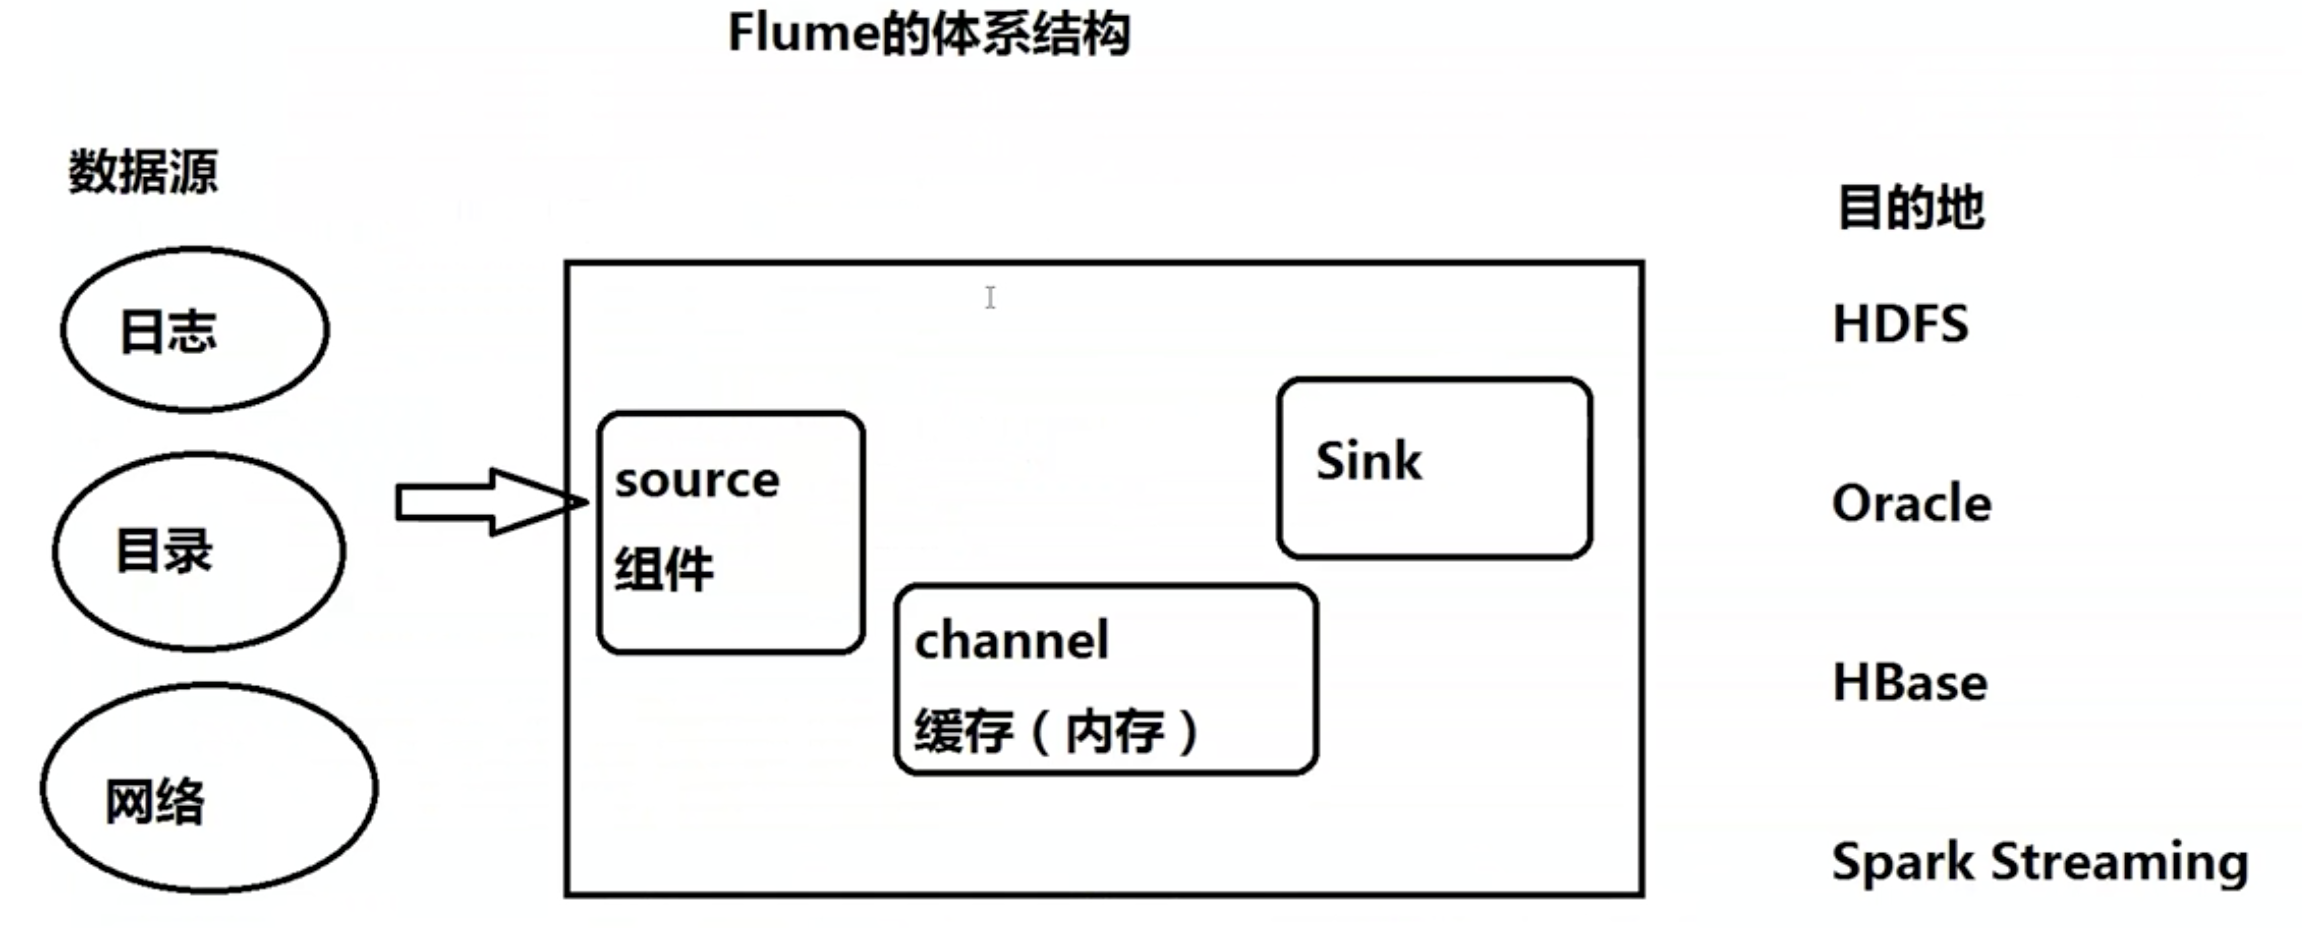 Flume的体系结构
数据源
日志
目录
网络
source
组件
channel
缓存（内存）
Sink
目的地
HDFS
Oracle
HBase
Spark Streaming